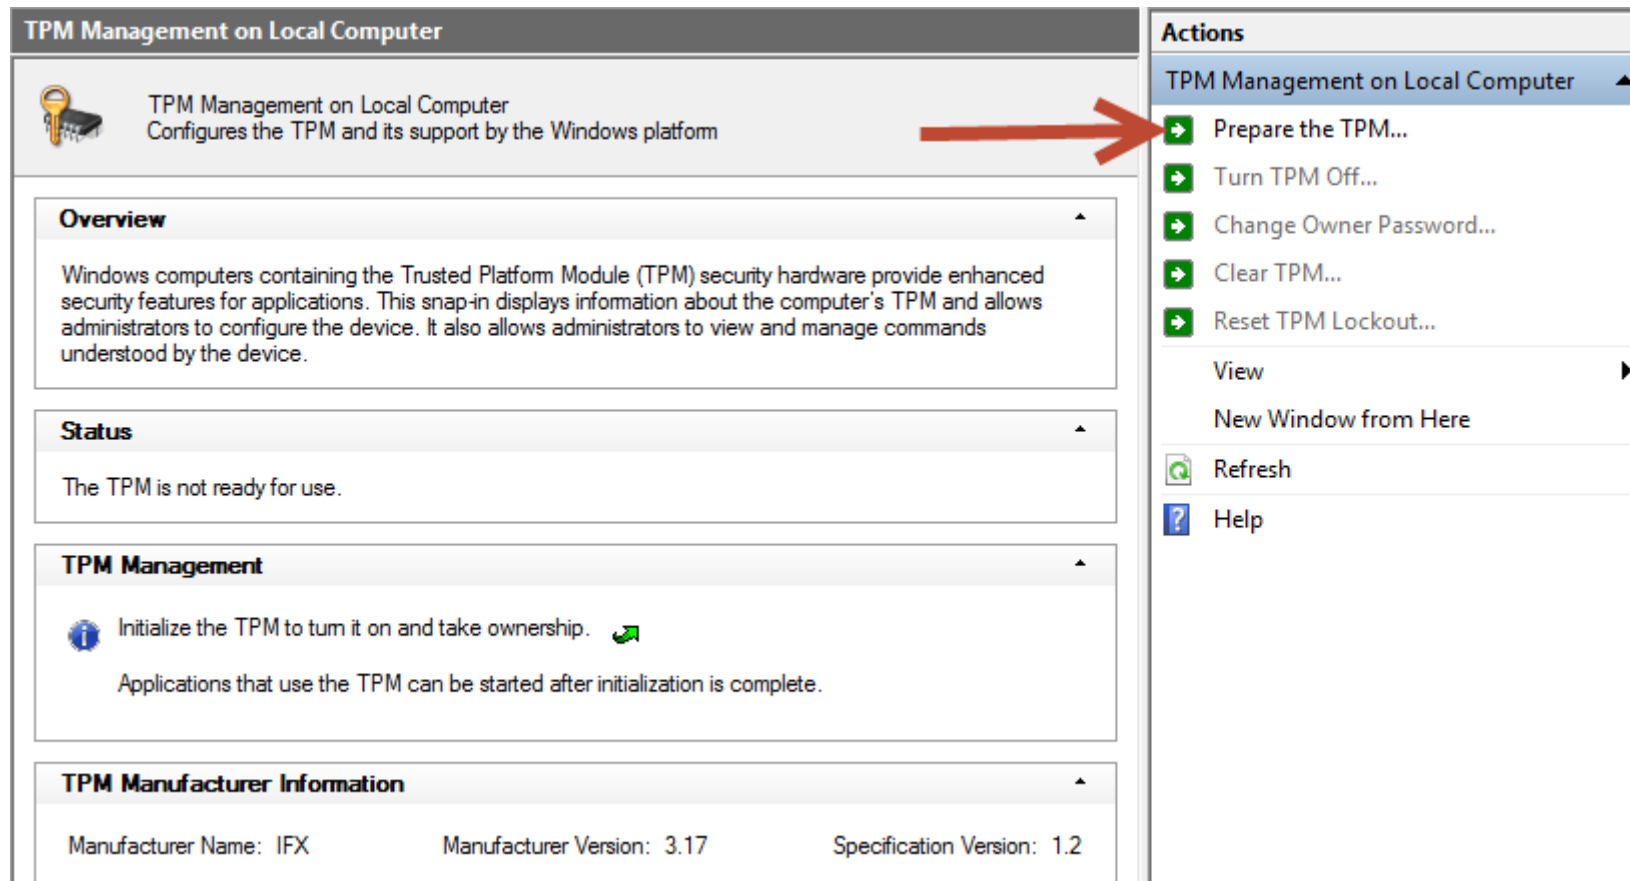 TPM Management on Local Computer
TPM Management on Local Computer
Configures the TPM and its support by the Windows platform
Overview
Windows computers containing the Trusted Platform Module (TPM) security hardware provide enhanced
security features for applications. This snap-in displays information about the computer's TPM and allows
administrators to configure the device. It also allows administrators to view and manage commands
understood by the device.
Status
The TPM is not ready for use.
TPM Management
Initialize the TPM to turn it on and take ownership.
Applications that use the TPM can be started after initialization is complete.
TPM Manufacturer Information
Manufacturer Name: IFX Manufacturer Version: 3.17 Specification Version: 1.2
Actions
TPM Management on Local Computer
Prepare the TPM...
Turn TPM Off...
Change Owner Password...
Clear TPM...
Reset TPM Lockout...
View
New Window from Here
Refresh
Help